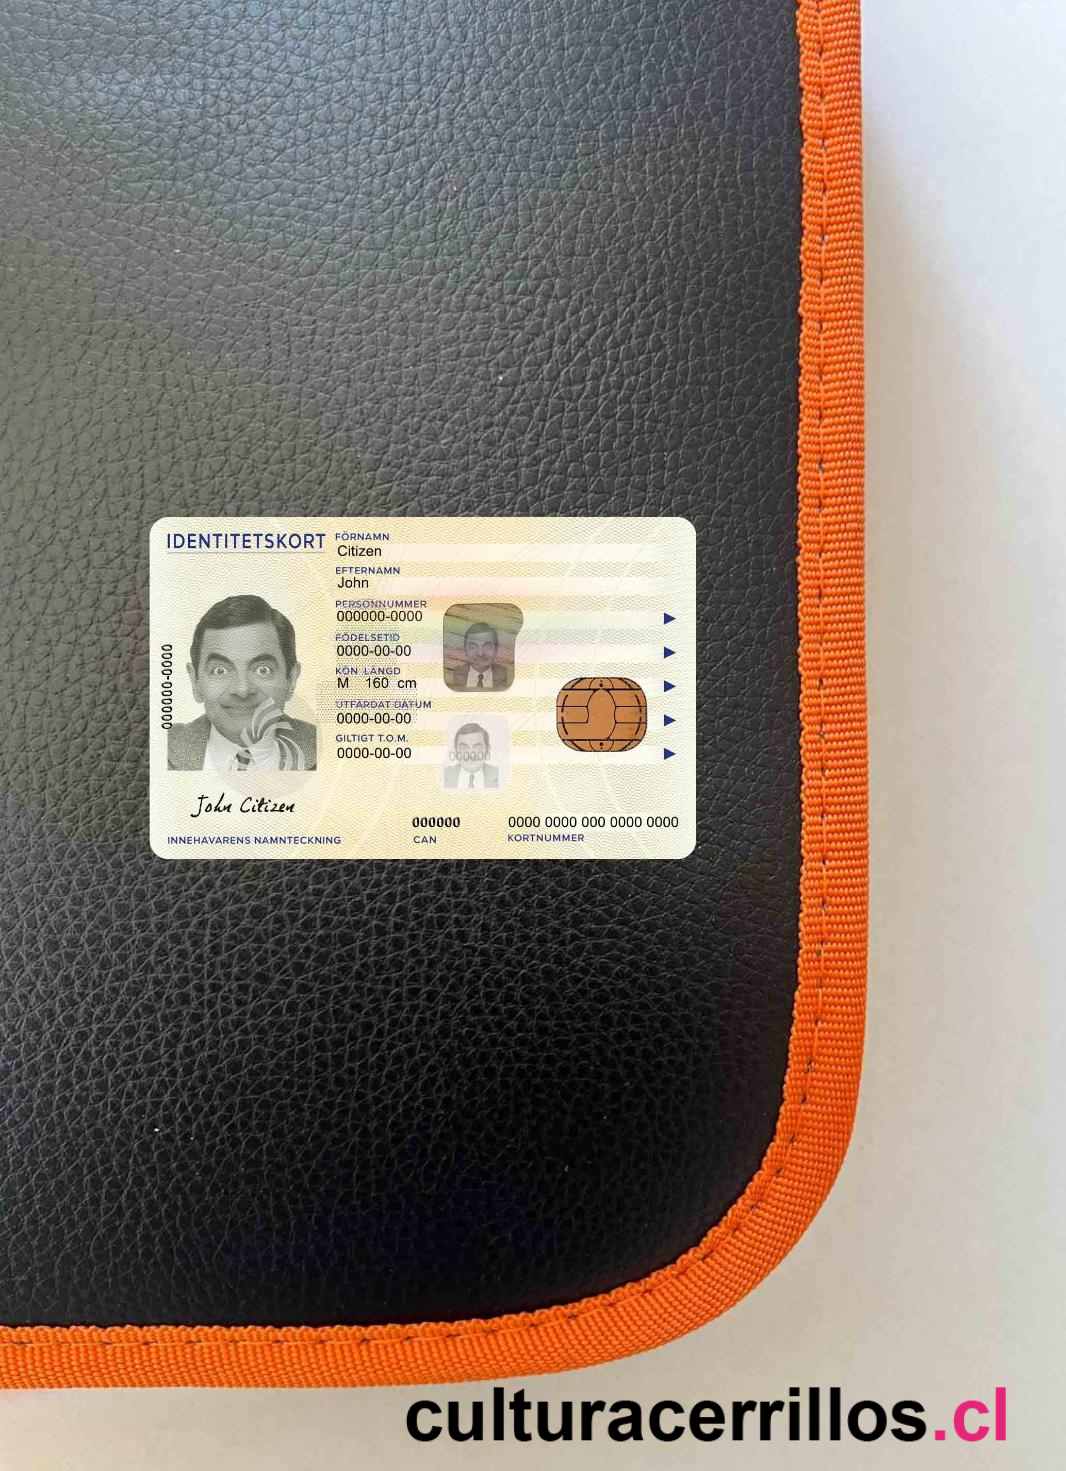 IDENTITETSKORT
FÖRNAMN
Citizen
EFTERNAMN
John
PERSONNUMMER
000000-0000
FÖDELSETID
0000-00-00
KÖN LÄNGD
M 160 cm
UTFÄRDAT DATUM
0000-00-00
GILTIGT T.O.M.
0000-00-00
000000-0000
000000
John Citizen
INNEHAVARENS NAMNTECKNING
000000
CAN
0000 0000 000 0000 0000
KORTNUMMER
culturacerrillos.cl